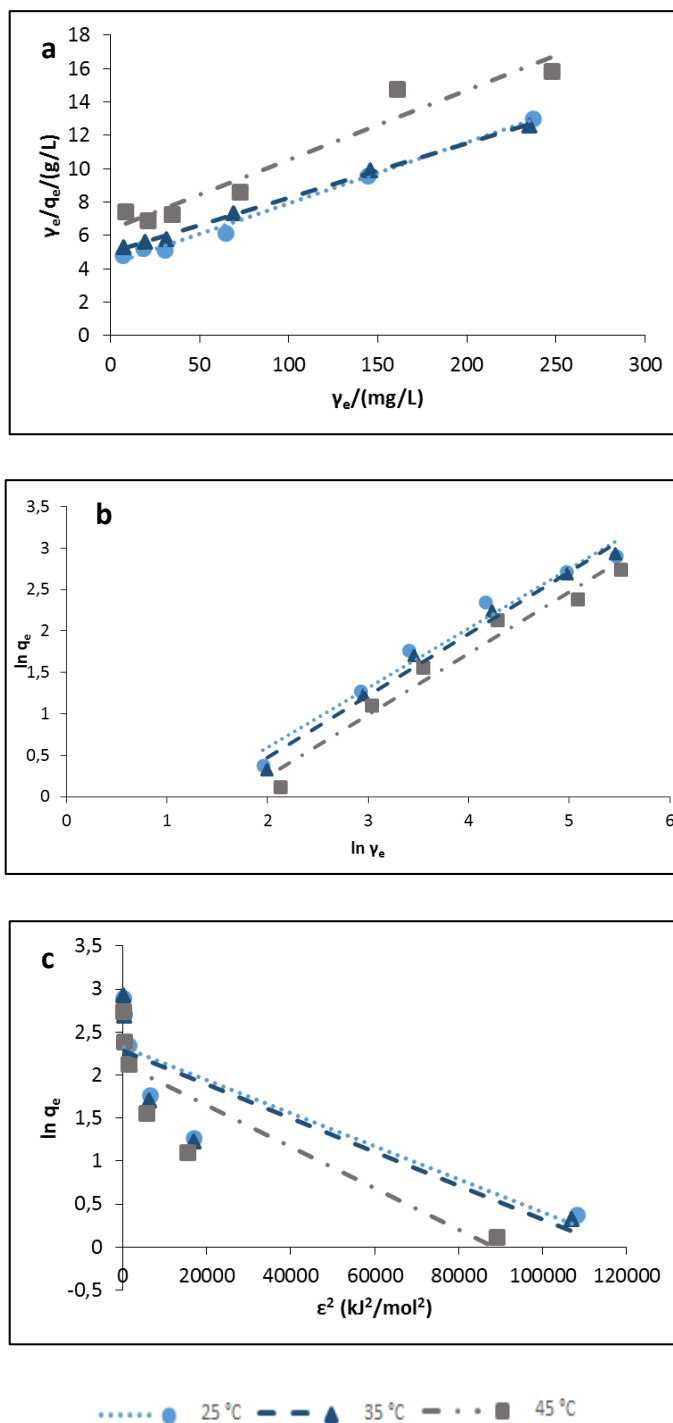 a
18
16
14
12
10
8
6
4
2
0
γₑ/qₑ/(g/L)
0 50 100 150 200 250 300
γₑ/(mg/L)
b
3,5
3
2,5
2
1,5
1
0,5
0
ln qₑ
0 1 2 3 4 5 6
ln γₑ
c
3,5
3
2,5
2
1,5
1
0,5
0
-0,5
ln qₑ
0 20000 40000 60000 80000 100000 120000
ε² (kJ²/mol²)
25 ⁰C 35 ⁰C 45 ⁰C